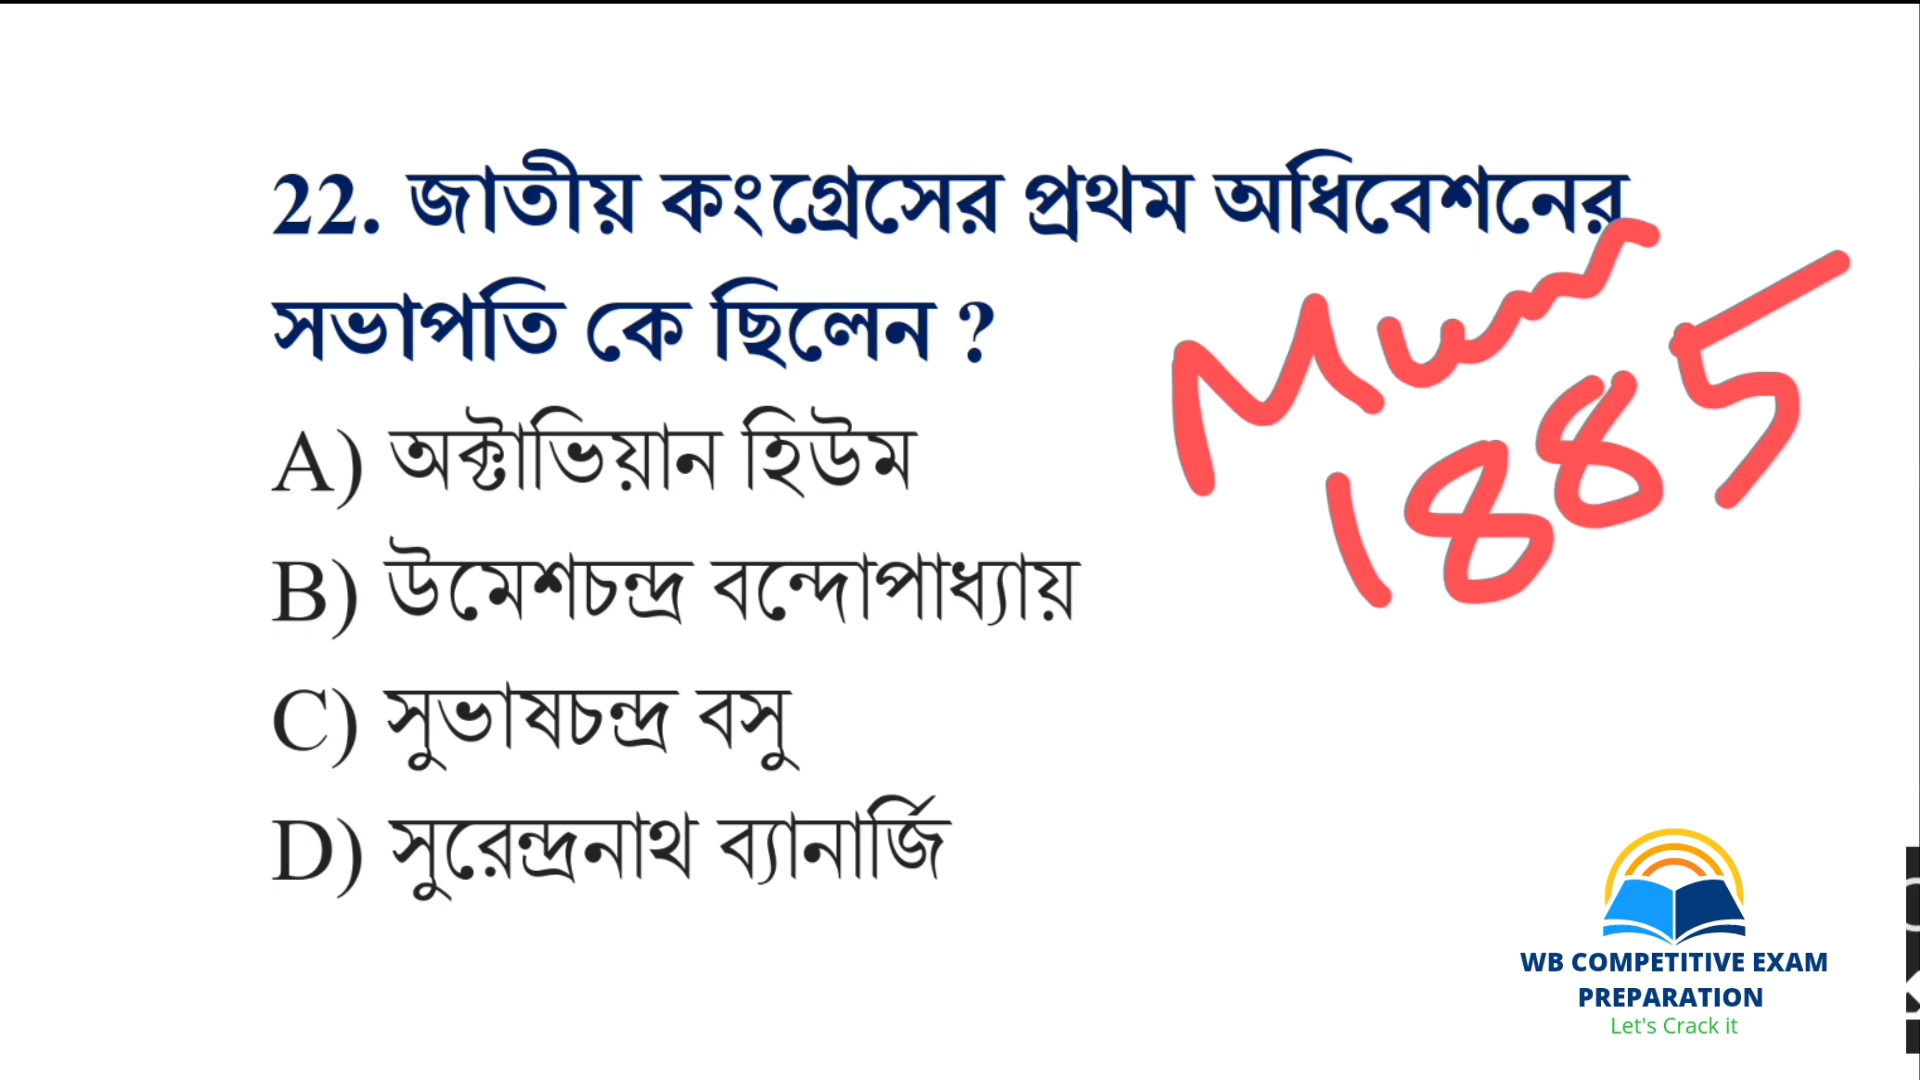 22. জাতীয় কংগ্রেসের প্রথম অধিবেশনের
সভাপতি কে ছিলেন ?
A) অক্টাভিয়ান হিউম
B) উমেশচন্দ্র বন্দোপাধ্যায়
C) সুভাষচন্দ্র বসু
D) সুরেন্দ্রনাথ ব্যানার্জি
1885
WB COMPETITIVE EXAM
PREPARATION
Let's Crack it